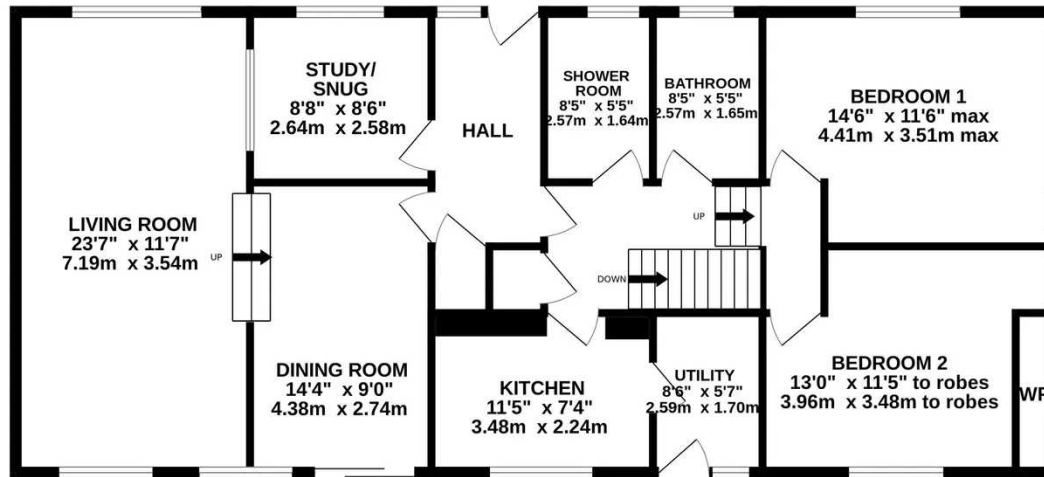 STUDY/
SNUG
8'8" x 8'6"
2.64m x 2.58m
HALL
SHOWER
ROOM
8'5" x 5'5"
2.57m x 1.64m
BATHROOM
8'5" x 5'5"
2.57m x 1.65m
BEDROOM 1
14'6" x 11'6" max
4.41m x 3.51m max
LIVING ROOM
23'7" x 11'7"
7.19m x 3.54m
UP
UP
DOWN
DINING ROOM
14'4" x 9'0"
4.38m x 2.74m
KITCHEN
11'5" x 7'4"
3.48m x 2.24m
UTILITY
8'6" x 5'7"
2.59m x 1.70m
BEDROOM 2
13'0" x 11'5" to robes
3.96m x 3.48m to robes